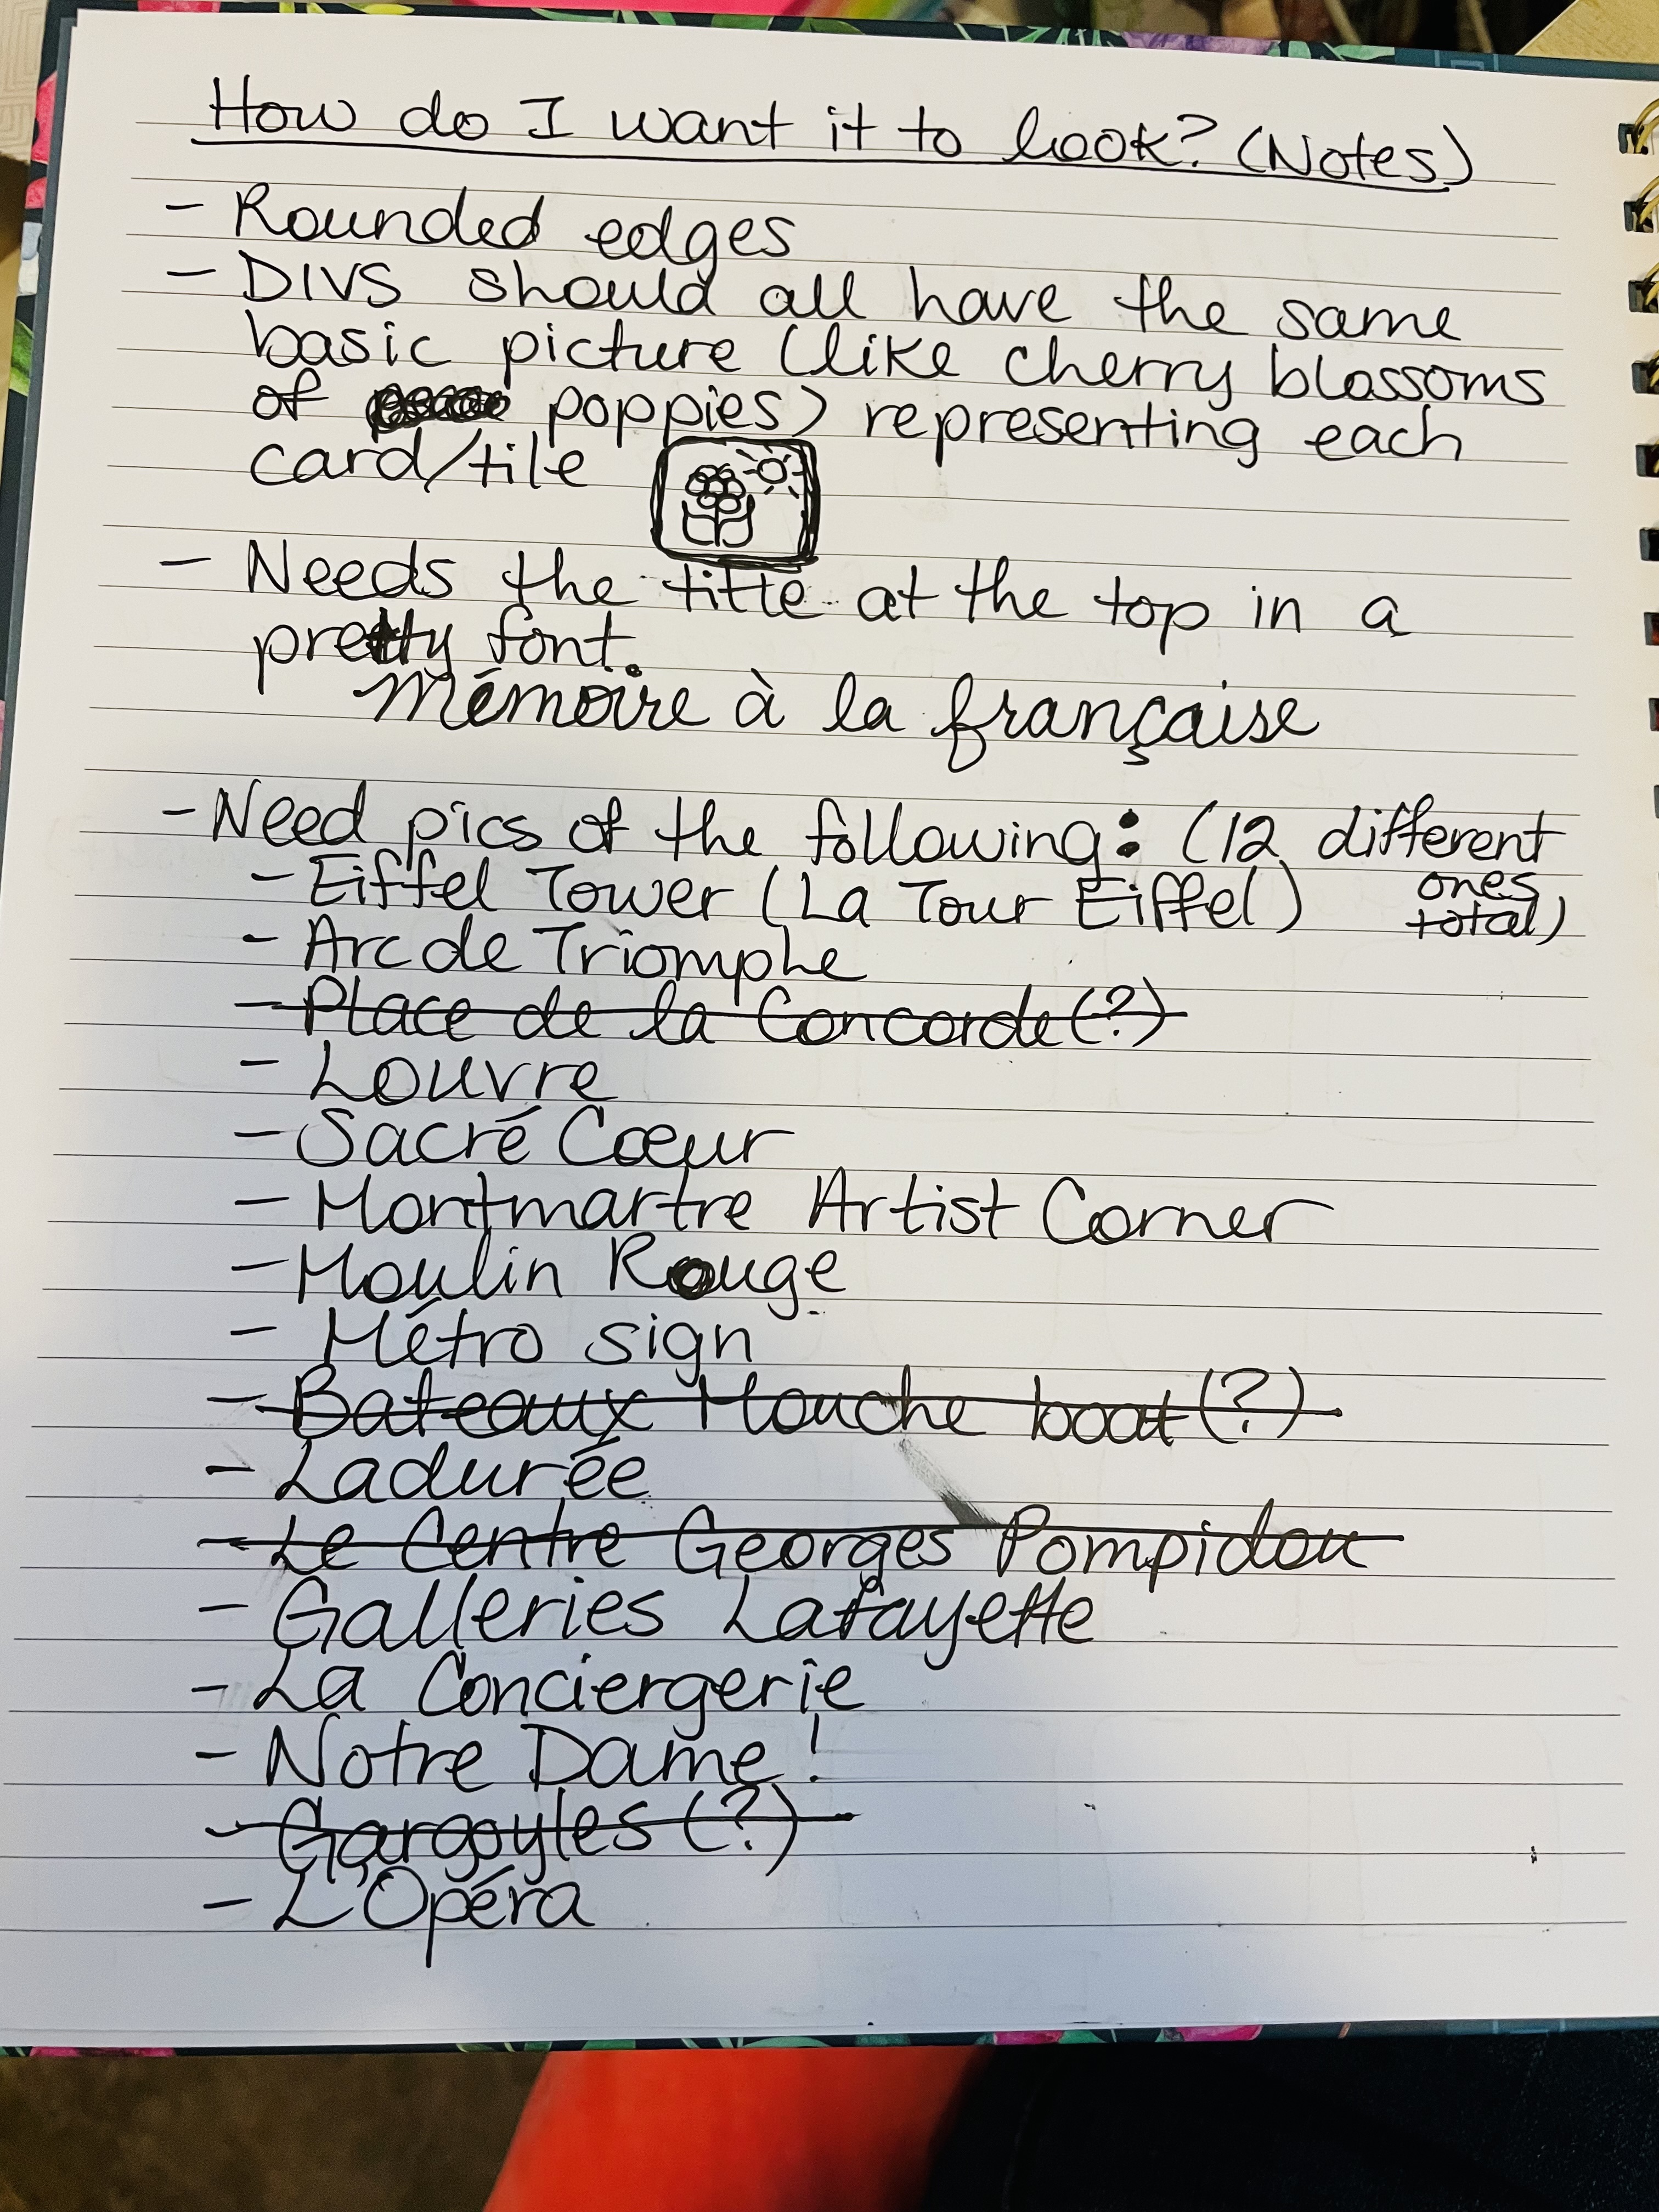 How do I want it to look? (Notes)
- Rounded edges
- DIVS should all have the same
basic picture (like cherry blossoms
of poppies) representing each
card/tile
- Needs the title at the top in a
pretty font.
Mémoire à la française
- Need pics of the following: (12 different
ones
total)
- Eiffel Tower (La Tour Eiffel)
- Arc de Triomphe
- Place de la Concorde (?)
- Louvre
- Sacré Cœur
- Montmartre Artist Corner
- Moulin Rouge
- Métro sign
- Bateaux Mouche boat (?)
- Ladurée
- Le Centre Georges Pompidou
- Galleries Lafayette
- La Conciergerie
- Notre Dame!
- Gargoyles (?)
- L'Opéra